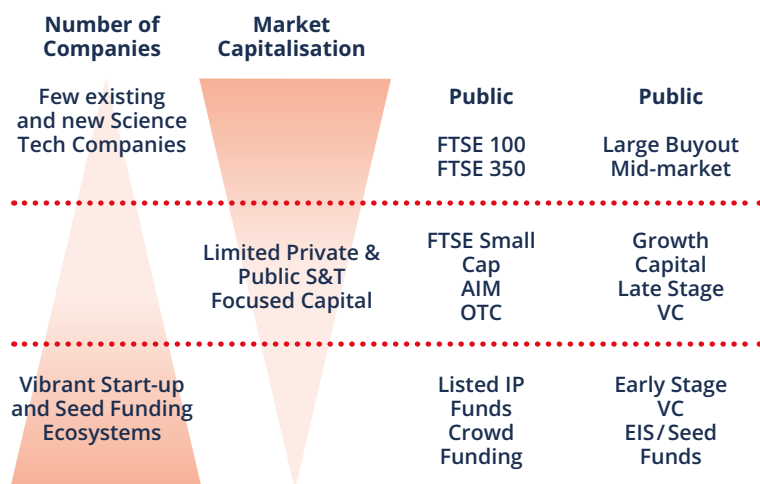 Number of
Companies
Market
Capitalisation
Few existing
and new Science
Tech Companies
Public
FTSE 100
FTSE 350
Public
Large Buyout
Mid-market
Limited Private &
Public S&T
Focused Capital
FTSE Small
Cap
AIM
OTC
Growth
Capital
Late Stage
VC
Vibrant Start-up
and Seed Funding
Ecosystems
Listed IP
Funds
Crowd
Funding
Early Stage
VC
EIS/Seed
Funds